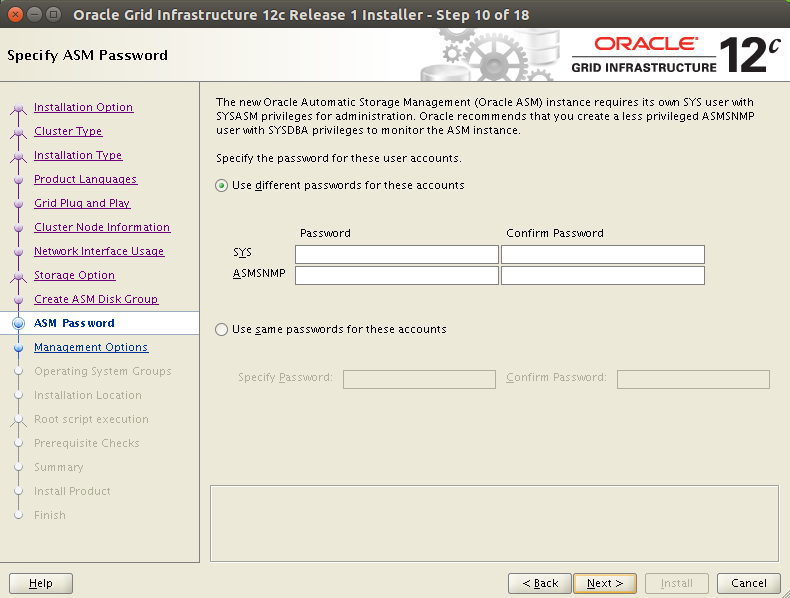 Oracle Grid Infrastructure 12c Release 1 Installer - Step 10 of 18
Specify ASM Password
ORACLE
GRID INFRASTRUCTURE
12c
Installation Option
Cluster Type
Installation Type
Product Languages
Grid Plug and Play
Cluster Node Information
Network Interface Usage
Storage Option
Create ASM Disk Group
ASM Password
Management Options
Operating System Groups
Installation Location
Root script execution
Prerequisite Checks
Summary
Install Product
Finish
The new Oracle Automatic Storage Management (Oracle ASM) instance requires its own SYS user with
SYSASM privileges for administration. Oracle recommends that you create a less privileged ASMSNMP
user with SYSDBA privileges to monitor the ASM instance.
Specify the password for these user accounts.
Use different passwords for these accounts
Password Confirm Password
SYS
ASMSNMP
Use same passwords for these accounts
Specify Password: Confirm Password:
Help < Back Next > Install Cancel